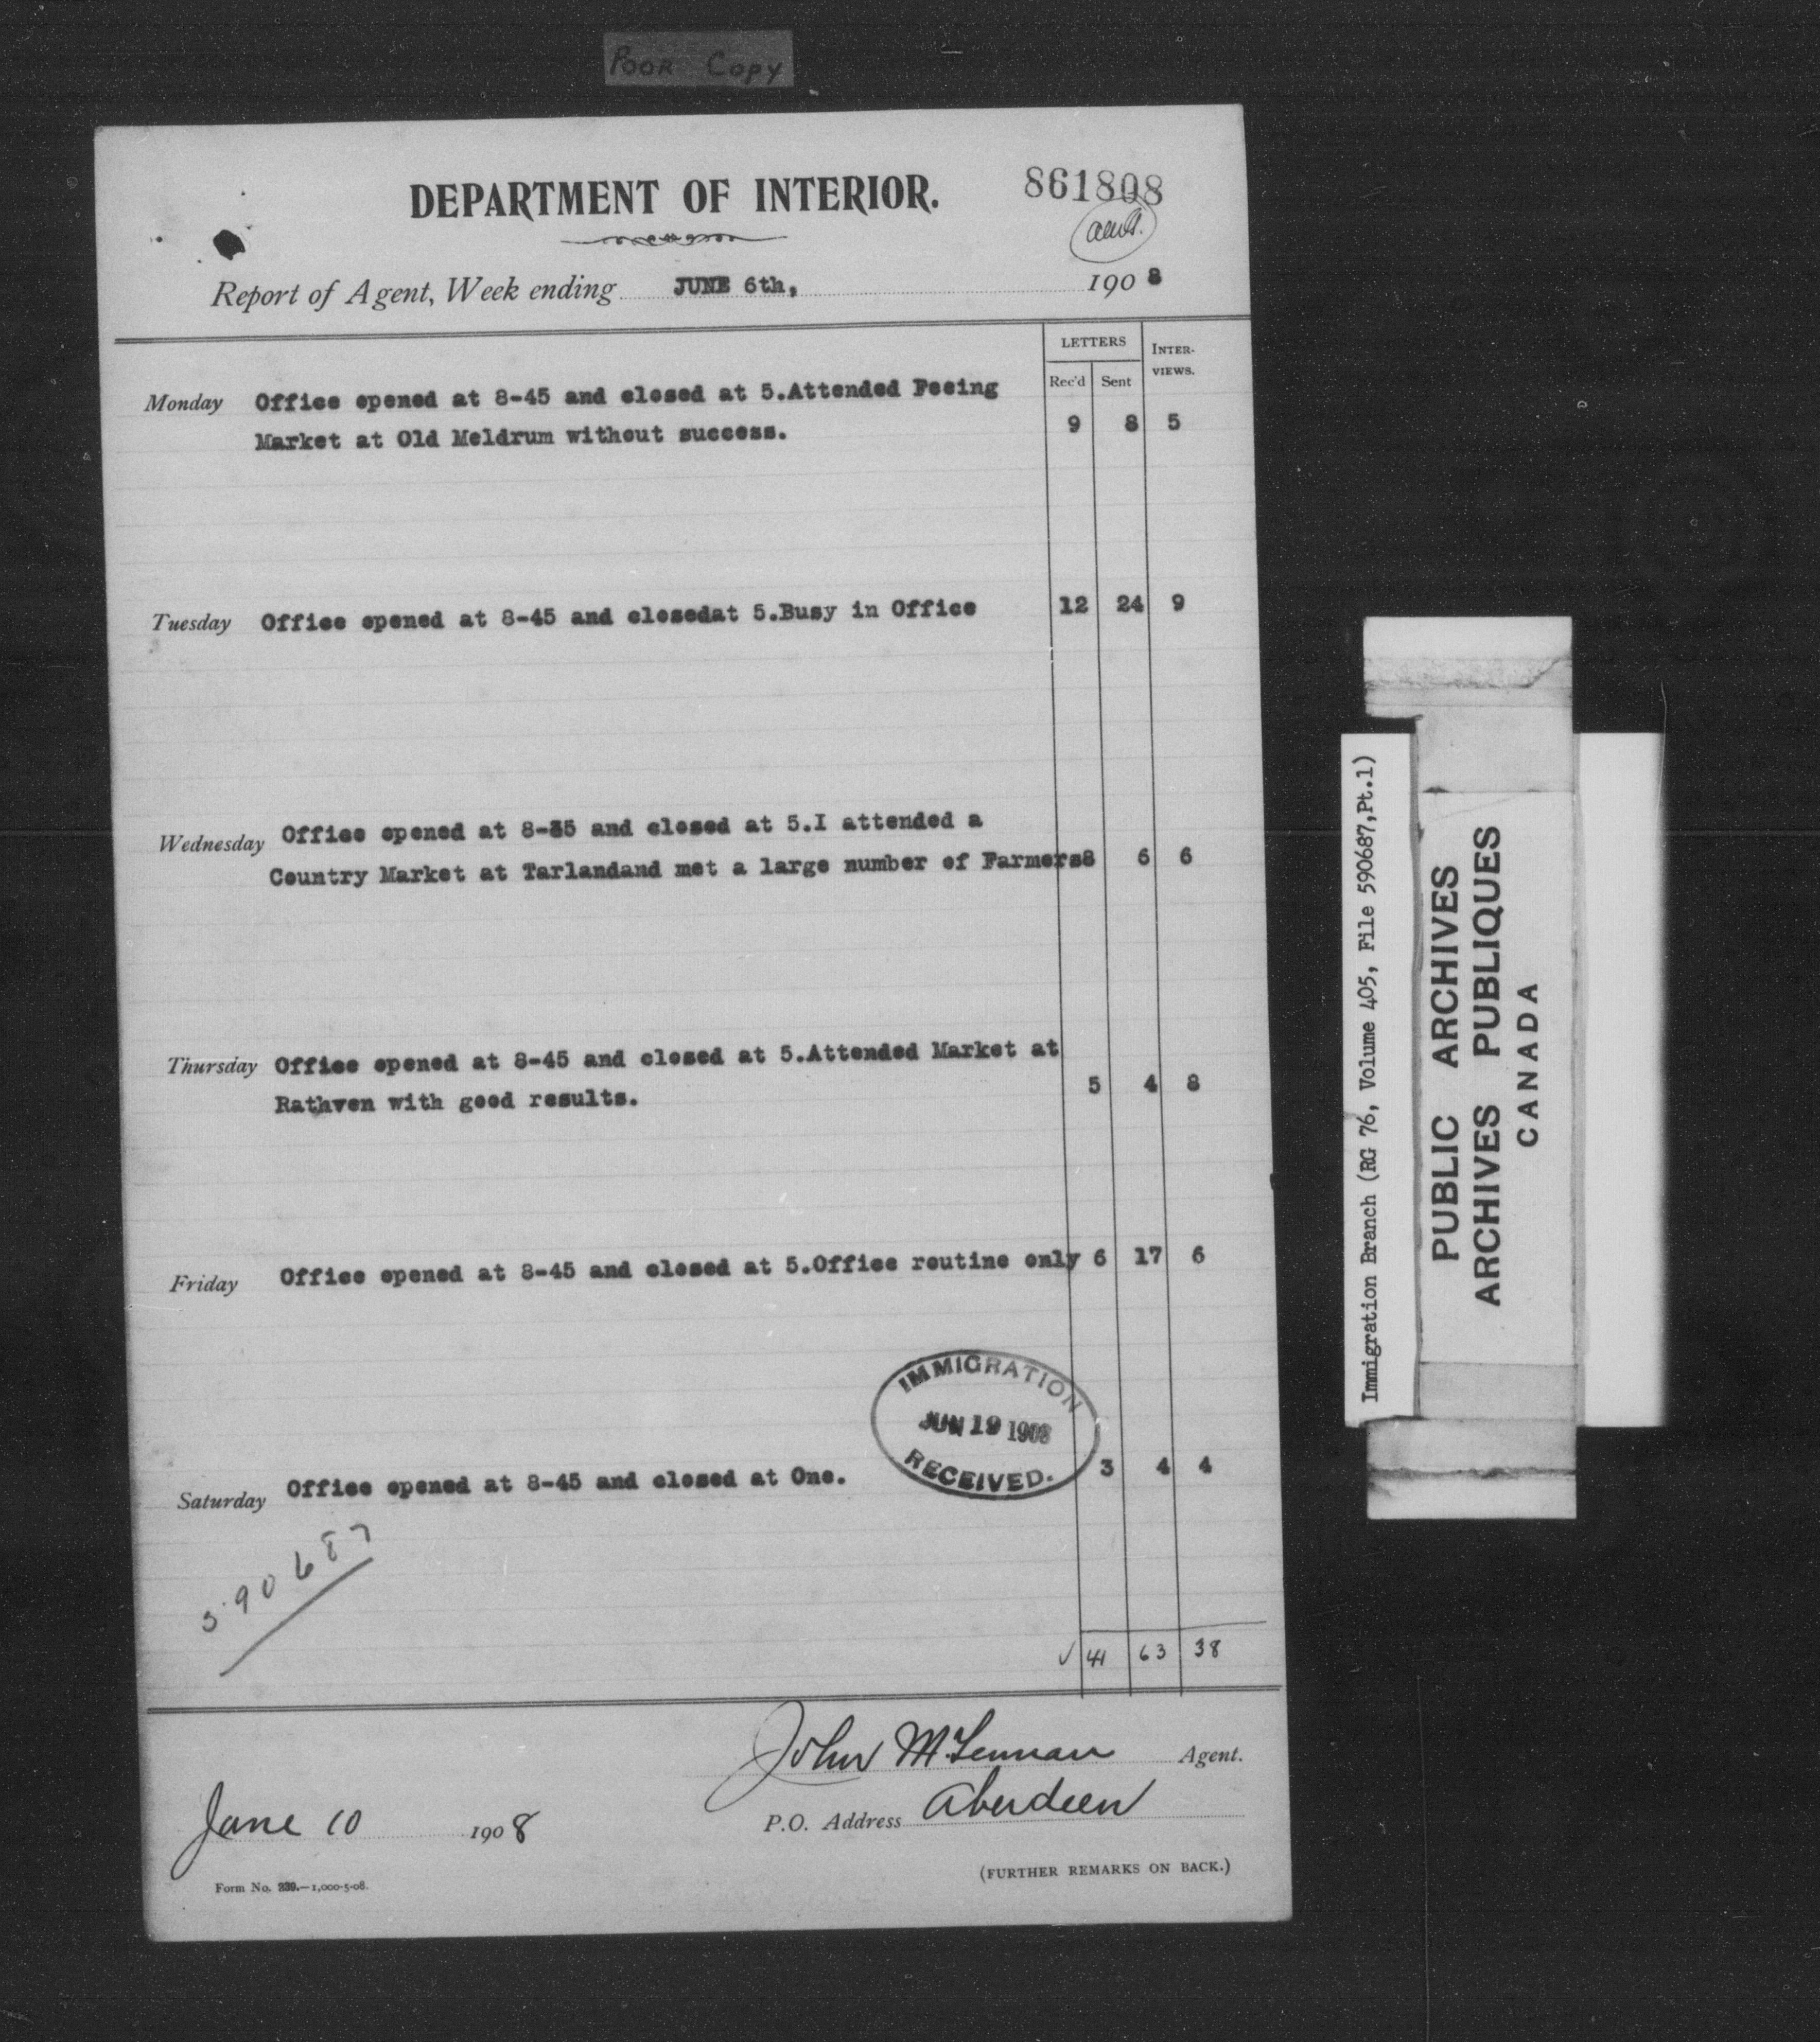 Poor Copy
DEPARTMENT OF INTERIOR.
861808
Report of Agent, Week ending JUNE 6th, 1908
LETTERS
INTER-
VIEWS.
Rec'd Sent
Monday Office opened at 8-45 and closed at 5.Attended Feeing
Market at Old Meldrum without success.
9 8 5
Tuesday Office opened at 8-45 and closedat 5.Busy in Office 12 24 9
Wednesday Office opened at 8-35 and closed at 5.I attended a
Country Market at Tarlandand met a large number of Farmers 8 6 6
Thursday Office opened at 8-45 and closed at 5.Attended Market at
Rathven with good results.
5 4 8
Friday Office opened at 8-45 and closed at 5.Office routine only 6 17 6
IMMIGRATION
JUN 19 1908
RECEIVED.
Saturday Office opened at 8-45 and closed at One. 3 4 4
590687
✓ 41 63 38
John McLennan Agent.
June 10 1908
P.O. Address Aberdeen
(FURTHER REMARKS ON BACK.)
Form No. 239.—1,000-5-08.
Immigration Branch (RG 76, Volume 405, File 590687,Pt.1)
PUBLIC ARCHIVES
ARCHIVES PUBLIQUES
CANADA